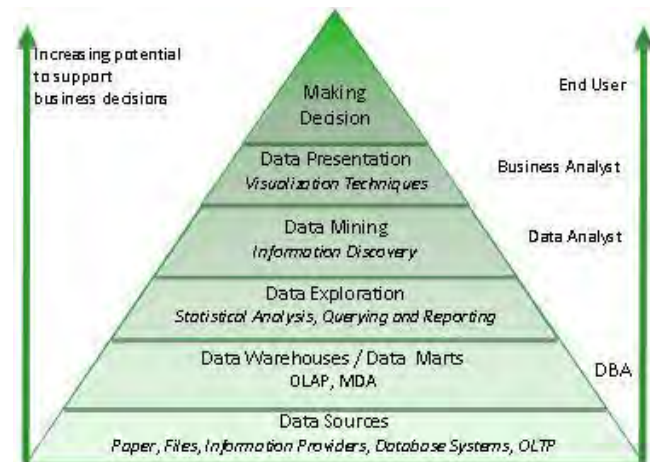 Increasing potential
to support
business decisions
End User
Making
Decision
Data Presentation
Visualization Techniques
Business Analyst
Data Mining
Information Discovery
Data Analyst
Data Exploration
Statistical Analysis, Querying and Reporting
Data Warehouses / Data Marts
OLAP, MDA
DBA
Data Sources
Paper, Files, Information Providers, Database Systems, OLTP